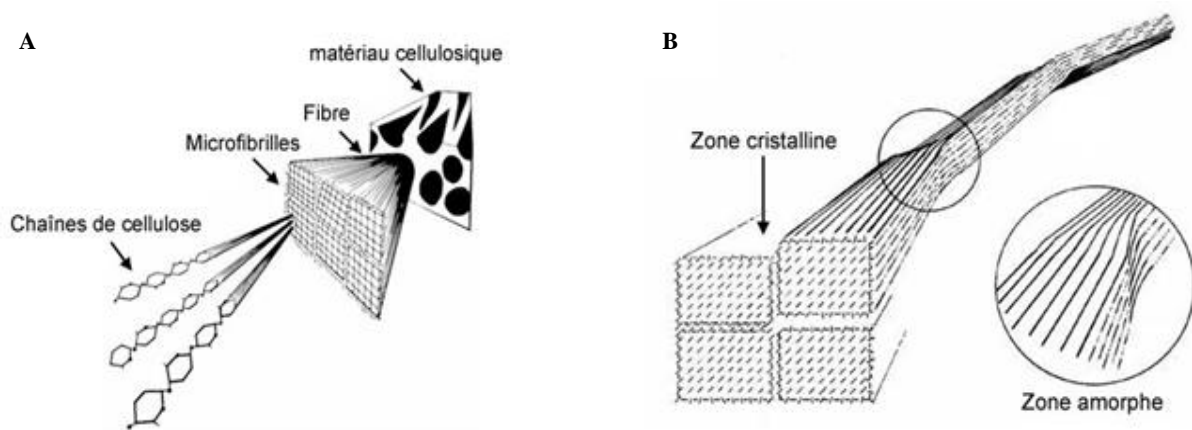 A
matériau cellulosique
Fibre
Microfibrilles
Chaînes de cellulose
B
Zone cristalline
Zone amorphe